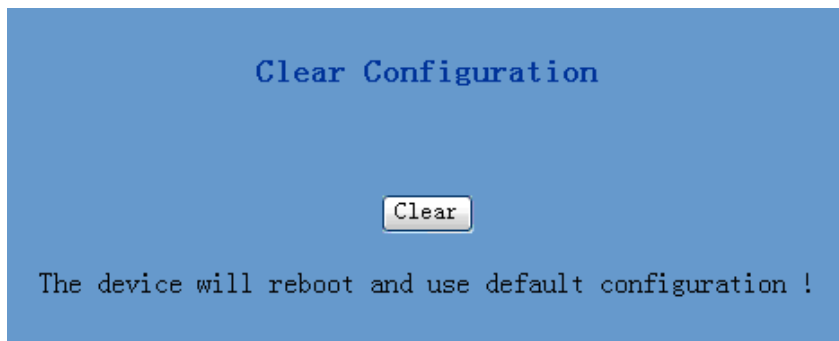 Clear Configuration
Clear
The device will reboot and use default configuration !